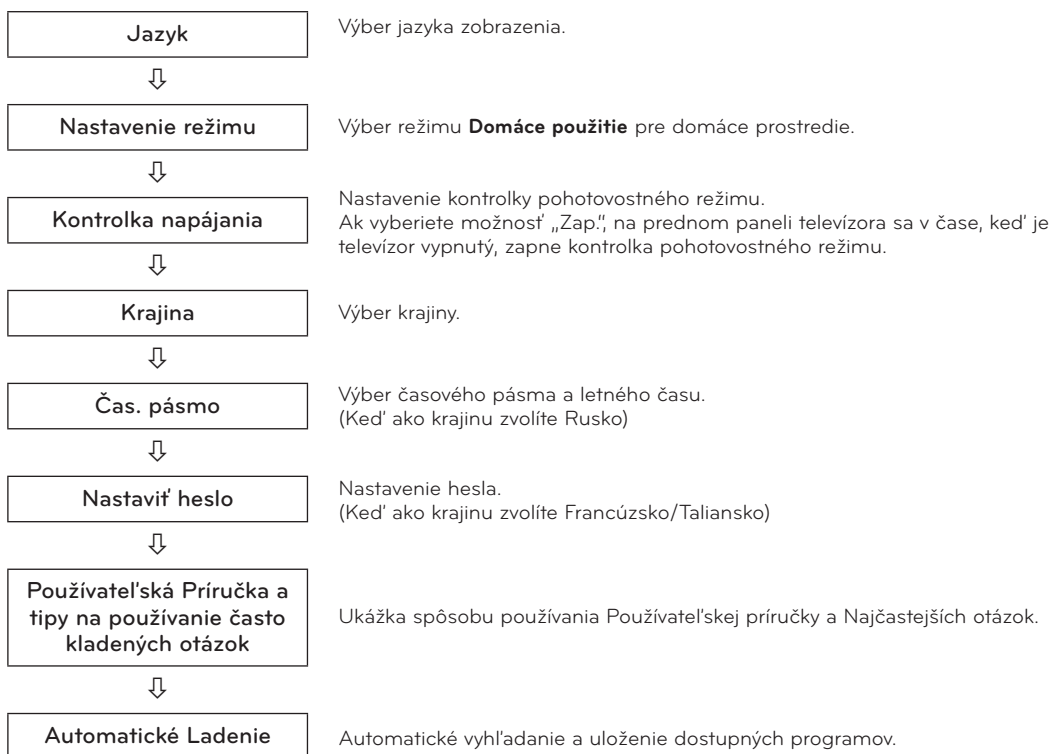 Jazyk
Výber jazyka zobrazenia.
Nastavenie režimu
Výber režimu Domáce použitie pre domáce prostredie.
Kontrolka napájania
Nastavenie kontrolky pohotovostného režimu.
Ak vyberiete možnosť „Zap.“, na prednom paneli televízora sa v čase, keď je
televízor vypnutý, zapne kontrolka pohotovostného režimu.
Krajina
Výber krajiny.
Čas. pásmo
Výber časového pásma a letného času.
(Keď ako krajinu zvolíte Rusko)
Nastaviť heslo
Nastavenie hesla.
(Keď ako krajinu zvolíte Francúzsko/Taliansko)
Používateľská Príručka a
tipy na používanie často
kladených otázok
Ukážka spôsobu používania Používateľskej príručky a Najčastejších otázok.
Automatické Ladenie
Automatické vyhľadanie a uloženie dostupných programov.